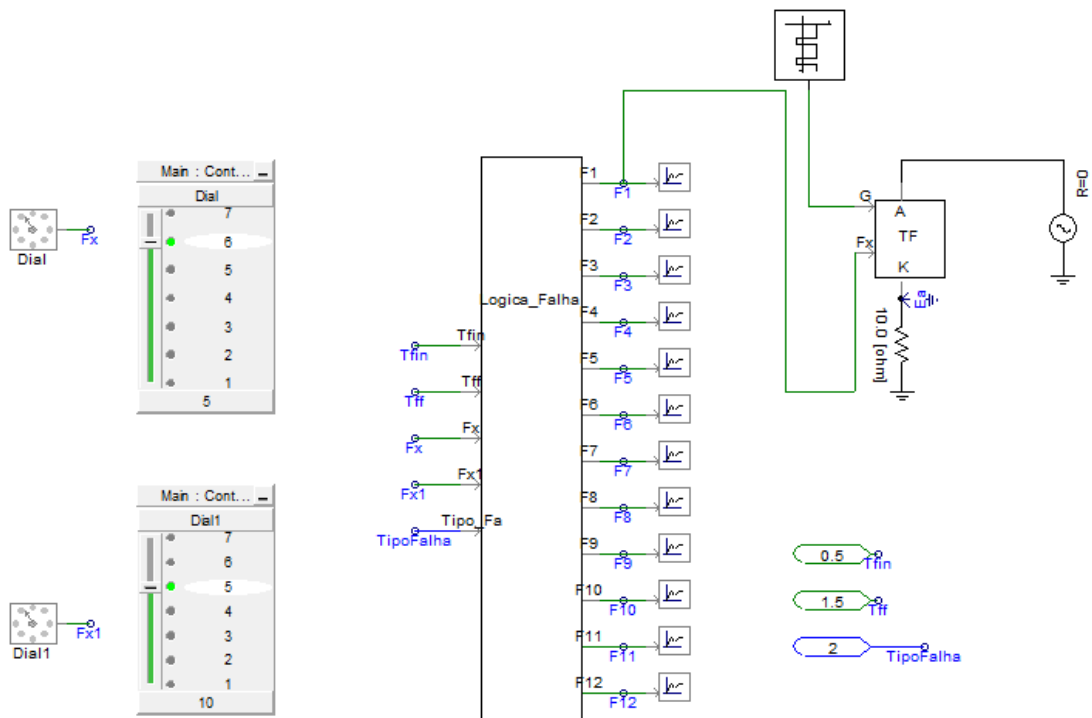 Dial
Fx
Main : Cont...
Dial
7
6
5
4
3
2
1
5
Dial1
Fx1
Main : Cont...
Dial1
7
6
5
4
3
2
1
10
Logica_Falha
Tfin
Tfin
Tff
Tff
Fx
Fx
Fx1
Fx1
Tipo_Fa
TipoFalha
F1
F1
F2
F2
F3
F3
F4
F4
F5
F5
F6
F6
F7
F7
F8
F8
F9
F9
F10
F10
F11
F11
F12
F12
G
A
Fx
TF
K
Ea
10.0 [ohm]
R=0
0.5
Tfin
1.5
Tff
2
TipoFalha